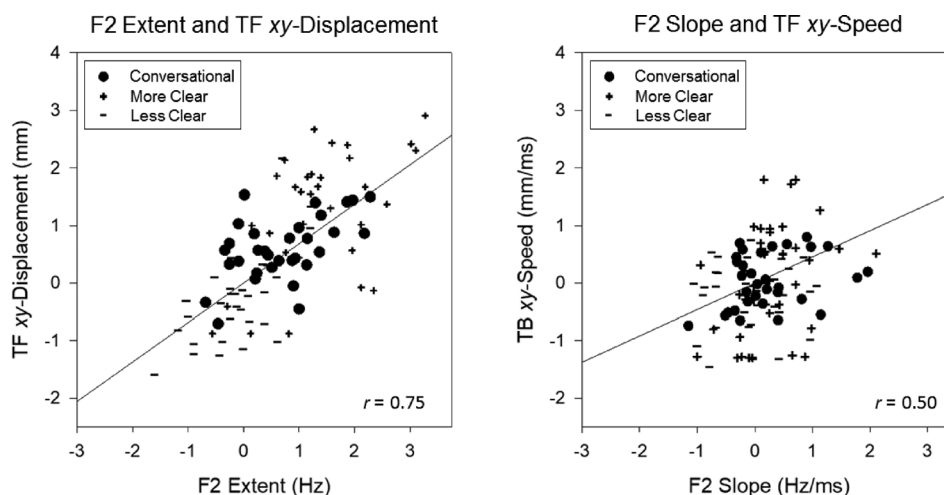 F2 Extent and TF xy-Displacement
4
3
2
1
0
-1
-2
TF xy-Displacement (mm)
Conversational
More Clear
Less Clear
r = 0.75
-3 -2 -1 0 1 2 3
F2 Extent (Hz)
F2 Slope and TF xy-Speed
4
3
2
1
0
-1
-2
TB xy-Speed (mm/ms)
Conversational
More Clear
Less Clear
r = 0.50
-3 -2 -1 0 1 2 3
F2 Slope (Hz/ms)